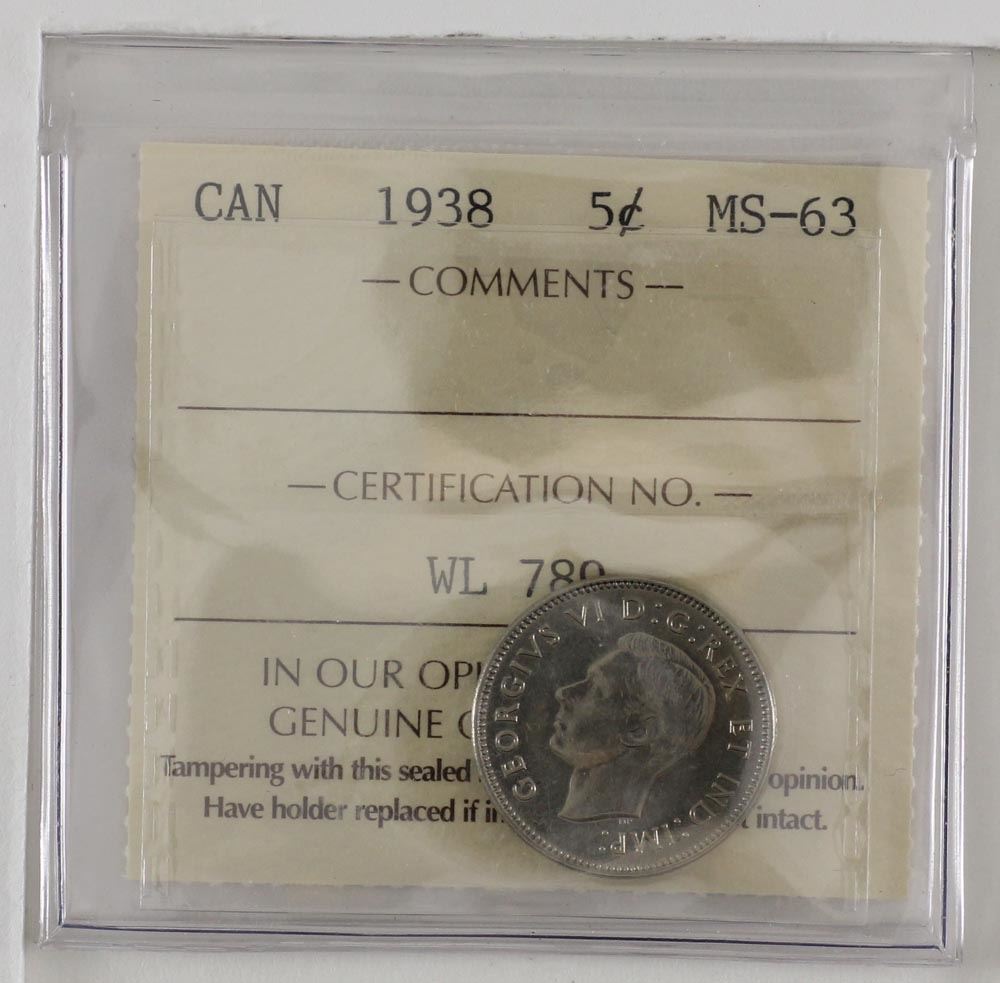 CAN 1938 5¢ MS-63
— COMMENTS —
— CERTIFICATION NO. —
WL 789
IN OUR
GENUINE
Tampering with this sealed opinion.
Have holder replaced if intact.
GEORGIVS VI D:G:REX ET IND:IMP: